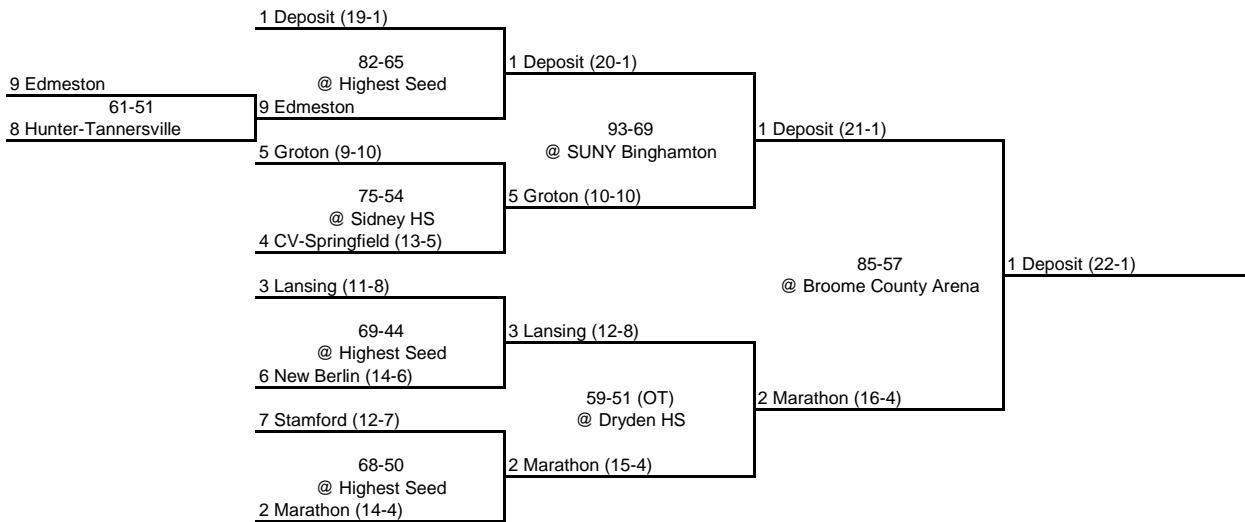 1 Deposit (19-1)
82-65
@ Highest Seed
1 Deposit (20-1)
9 Edmeston
61-51
9 Edmeston
8 Hunter-Tannersville
93-69
@ SUNY Binghamton
1 Deposit (21-1)
5 Groton (9-10)
75-54
@ Sidney HS
5 Groton (10-10)
4 CV-Springfield (13-5)
85-57
@ Broome County Arena
1 Deposit (22-1)
3 Lansing (11-8)
69-44
@ Highest Seed
3 Lansing (12-8)
6 New Berlin (14-6)
59-51 (OT)
@ Dryden HS
2 Marathon (16-4)
7 Stamford (12-7)
68-50
@ Highest Seed
2 Marathon (15-4)
2 Marathon (14-4)